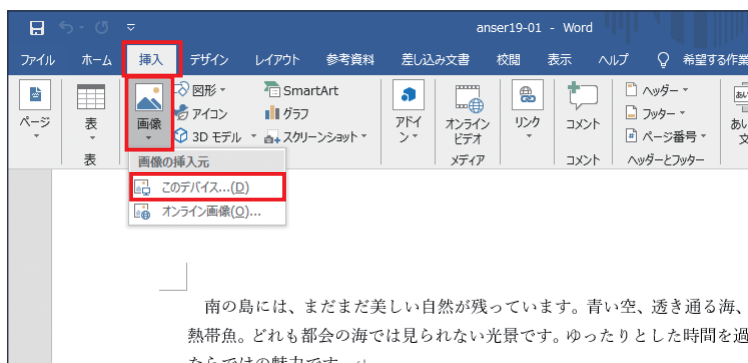 anser19-01 - Word
ファイル ホーム 挿入 デザイン レイアウト 参考資料 差し込み文書 校閲 表示 ヘルプ 希望する作業
ページ
表
画像
図形
アイコン
3D モデル
SmartArt
グラフ
スクリーンショット
アドイン
オンラインビデオ
リンク
コメント
ヘッダー
フッター
ページ番号
表 メディア コメント ヘッダーとフッター
画像の挿入元
このデバイス...(D)
オンライン画像(O)...
南の島には、まだまだ美しい自然が残っています。青い空、透き通る海、
熱帯魚。どれも都会の海では見られない光景です。ゆったりとした時間を過